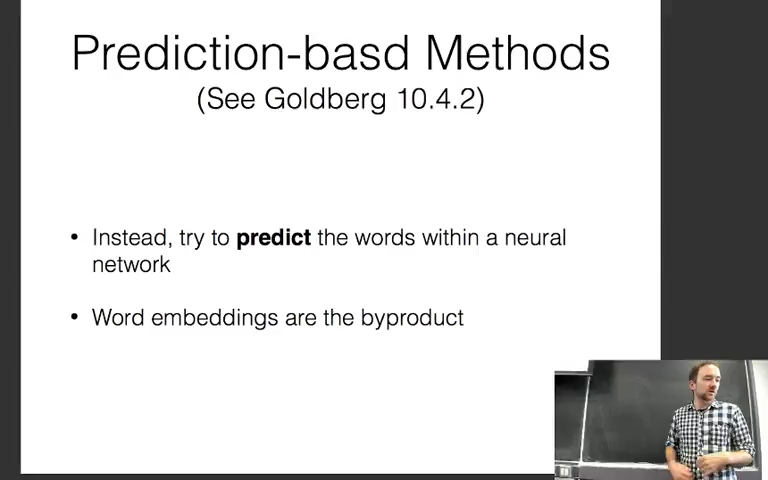 Prediction-basd Methods
(See Goldberg 10.4.2)
• Instead, try to predict the words within a neural
network
• Word embeddings are the byproduct